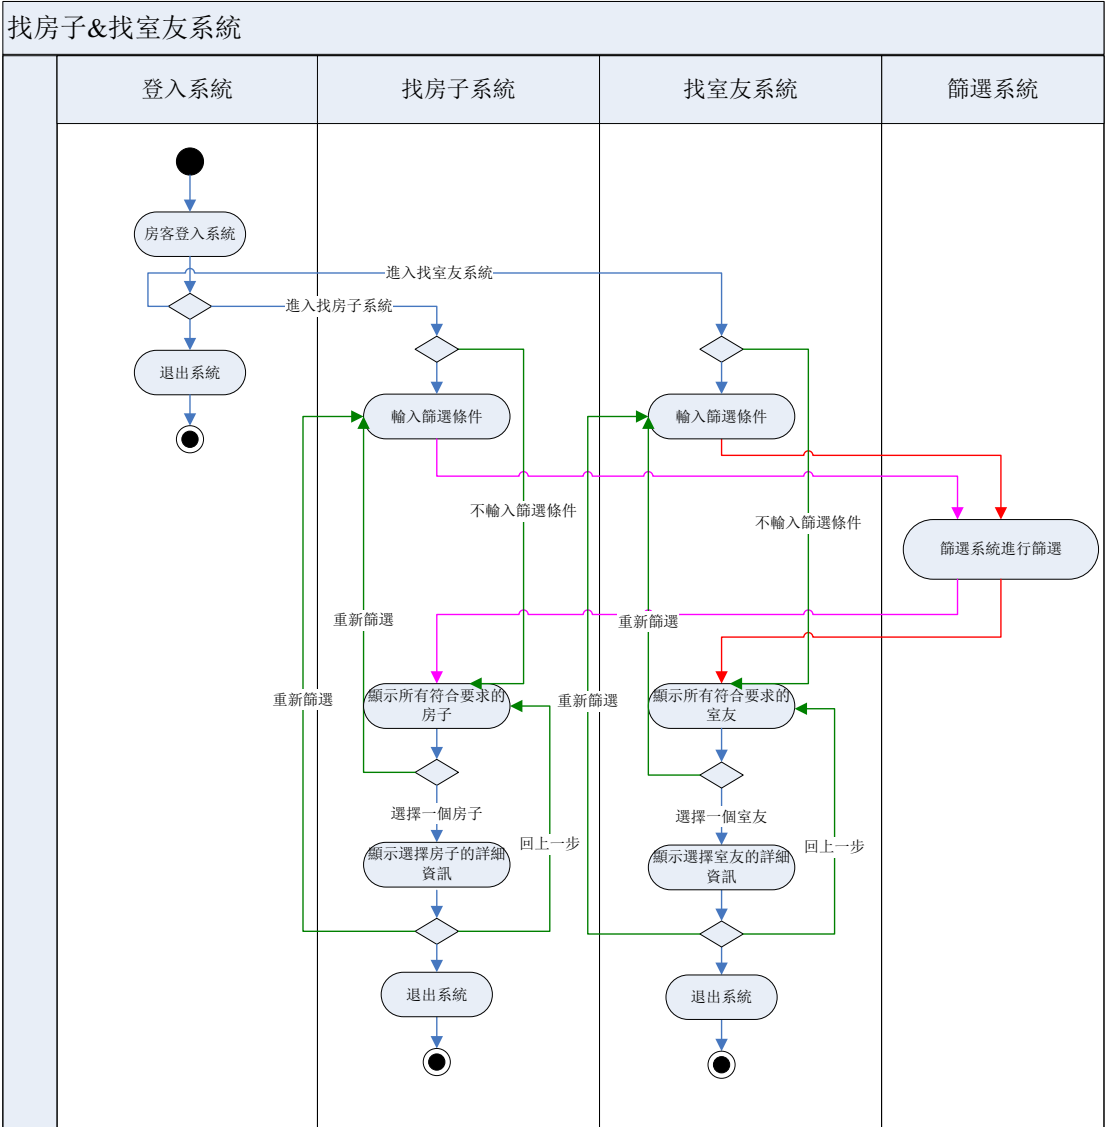 找房子&找室友系統
登入系統
找房子系統
找室友系統
篩選系統
房客登入系統
進入找室友系統
進入找房子系統
退出系統
輸入篩選條件
輸入篩選條件
不輸入篩選條件
不輸入篩選條件
篩選系統進行篩選
重新篩選
重新篩選
重新篩選
重新篩選
顯示所有符合要求的
房子
顯示所有符合要求的
室友
選擇一個房子
選擇一個室友
回上一步
回上一步
顯示選擇房子的詳細
資訊
顯示選擇室友的詳細
資訊
退出系統
退出系統